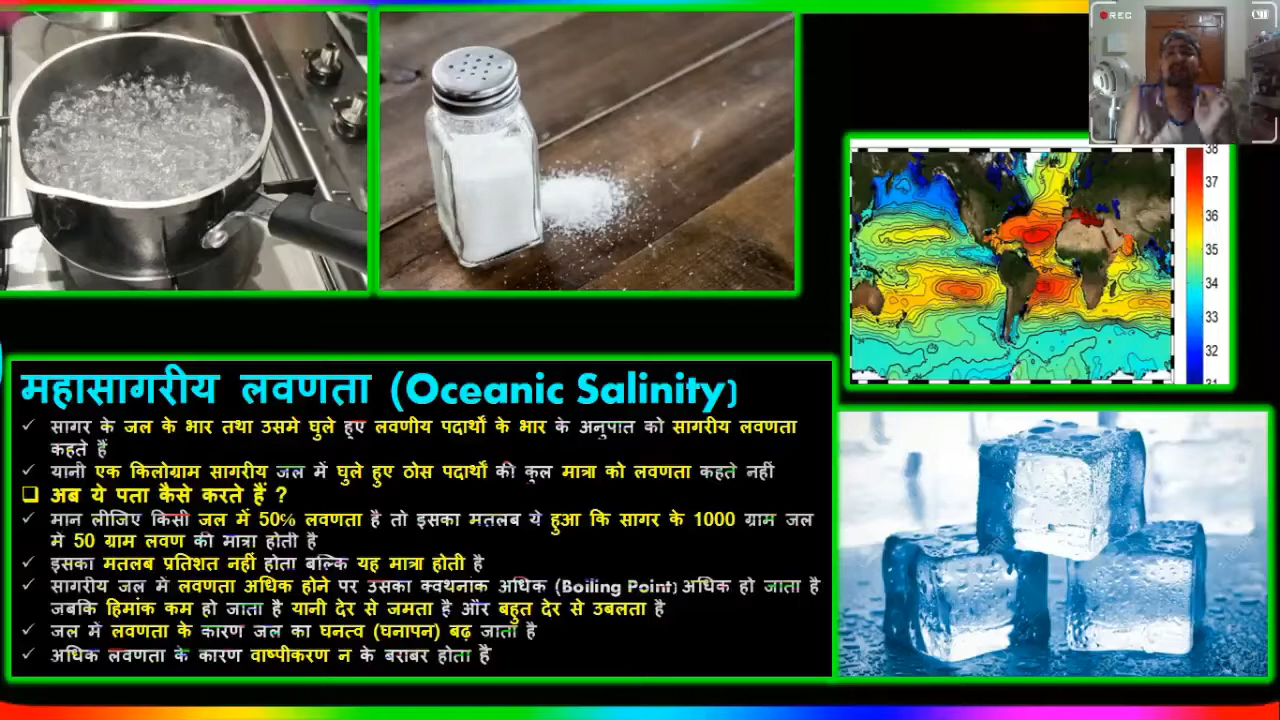 REC
38
37
36
35
34
33
32
महासागरीय लवणता (Oceanic Salinity)
✓ सागर के जल के भार तथा उसमे घुले हूए लवणीय पदार्थो के भार के अनुपात को सागरीय लवणता
कहते हैं
✓ यानी एक किलोग्राम सागरीय जल में घुले हुए ठोस पदार्थो की कूल मात्रा को लवणता कहते नहीं
❑ अब ये पता कैसे करते हैं ?
✓ मान लीजिए किसी जल में 50℅ लवणता है तो इसका मतलब ये हुआ कि सागर के 1000 ग्राम जल
मे 50 ग्राम लवण की मात्रा होती है
✓ इसका मतलब प्रतिशत नहीं होता बल्कि यह मात्रा होती है
✓ सागरीय जल में लवणता अधिक होने पर उसका क्वथनांक अधिक (Boiling Point) अधिक हो जाता है
जबकि हिमांक कम हो जाता है यानी देर से जमता है और बहुत देर से उबलता है
✓ जल में लवणता के कारण जल का घनत्व (घनापन) बढ़ जाता है
✓ अधिक लवणता के कारण वाष्पीकरण न के बराबर होता है